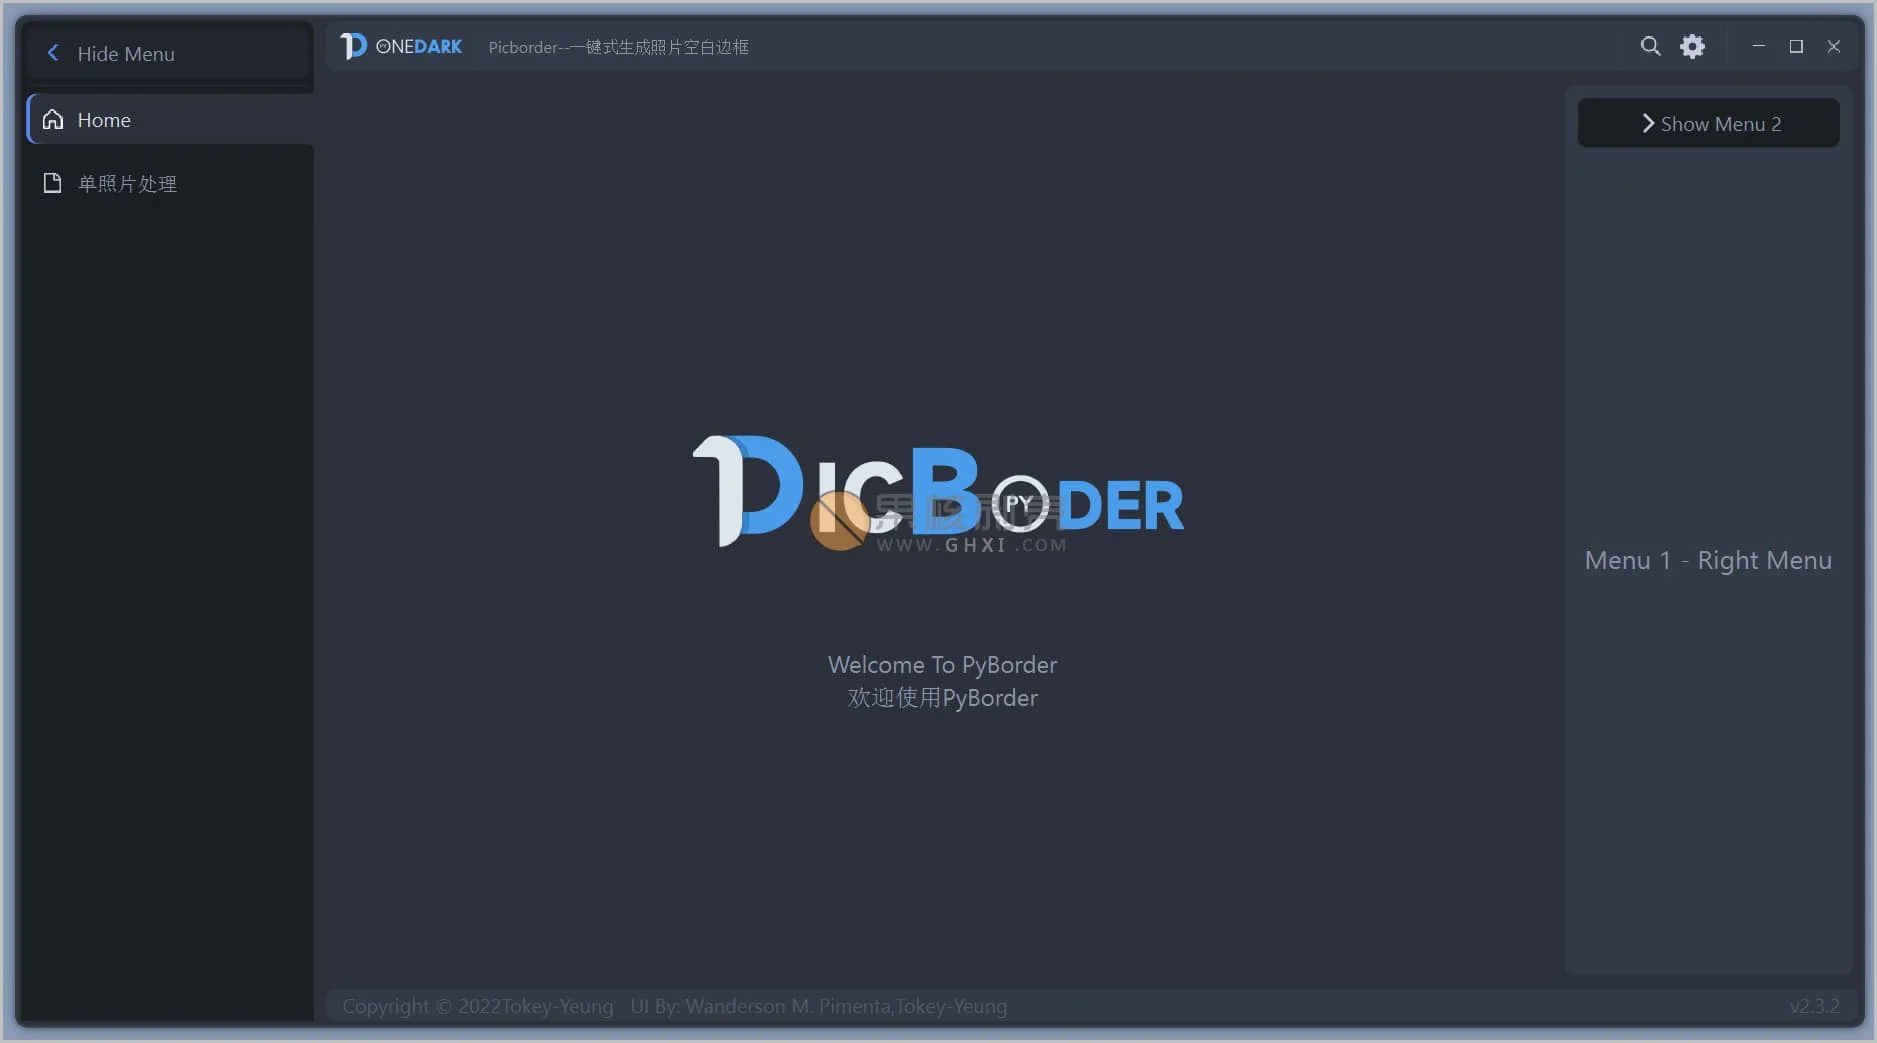 Hide Menu
Home
单照片处理
PYONEDARK
Picborder--一键式生成照片空白边框
Show Menu 2
PICBPYODER
果核剥壳
WWW.GHXI.COM
Welcome To PyBorder
欢迎使用PyBorder
Menu 1 - Right Menu
Copyright © 2022Tokey-Yeung UI By: Wanderson M. Pimenta,Tokey-Yeung
v2.3.2